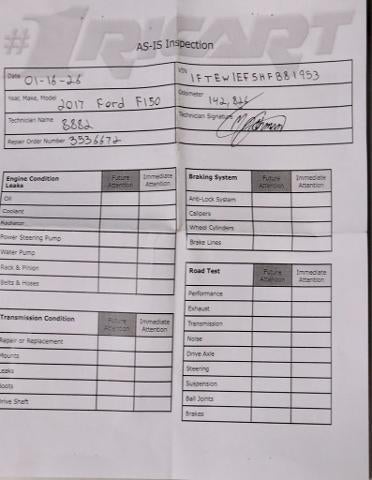 #1 RICART
AS-IS Inspection
Date 01-16-26
VIN 1FTEW1EF5HFB81953
Year, Make, Model 2017 Ford F150
Odometer 142,826
Technician Name 8882
Technician Signature
Repair Order Number 3536672
Engine Condition Future Attention Immediate Attention
Leaks
Oil
Coolant
Radiator
Power Steering Pump
Water Pump
Rack & Pinion
Belts & Hoses
Braking System Future Attention Immediate Attention
Anti-Lock System
Calipers
Wheel Cylinders
Brake Lines
Transmission Condition Future Attention Immediate Attention
Repair or Replacement
Mounts
Leaks
Boots
Drive Shaft
Road Test Future Attention Immediate Attention
Performance
Exhaust
Transmission
Noise
Drive Axle
Steering
Suspension
Ball Joints
Brakes